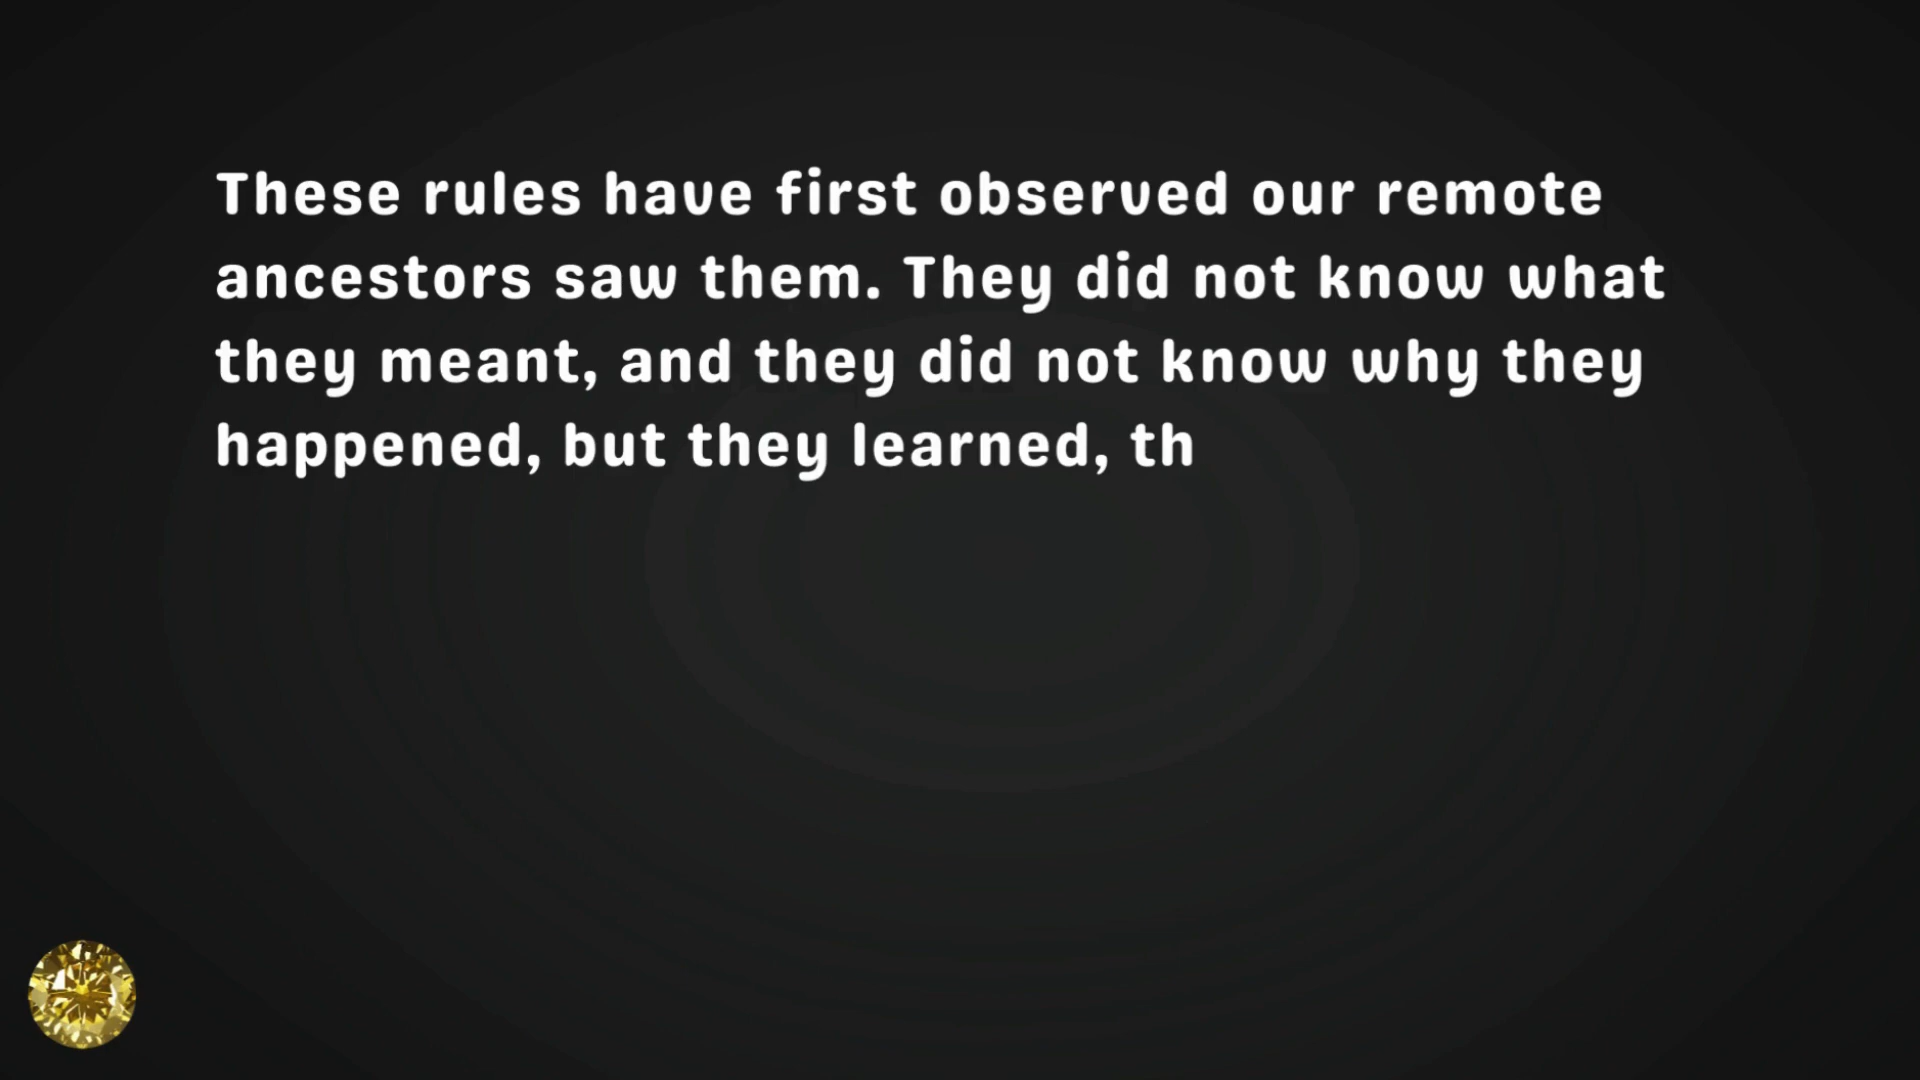 These rules have first observed our remote
ancestors saw them. They did not know what
they meant, and they did not know why they
happened, but they learned, th